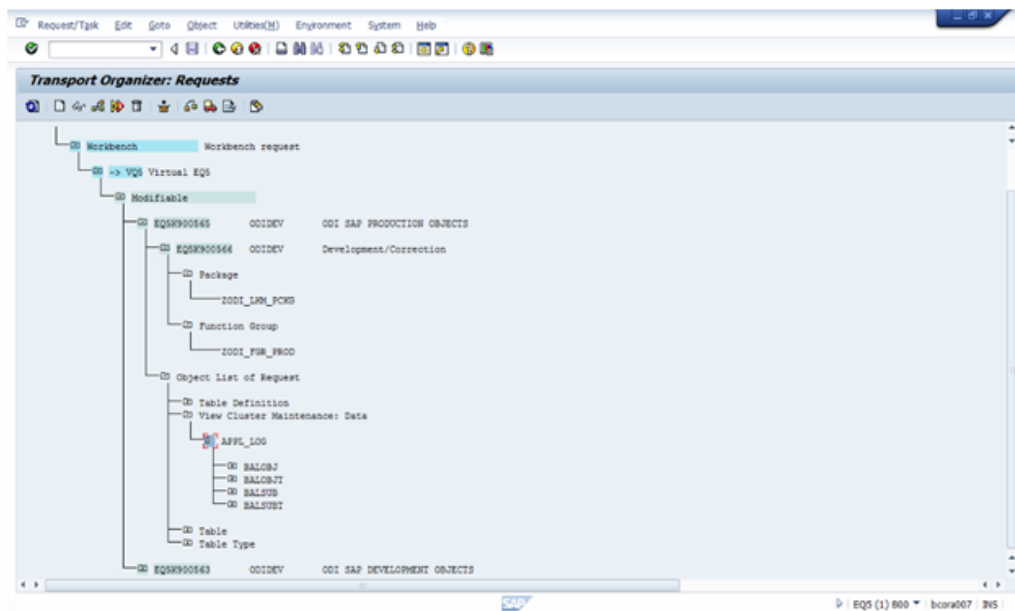 Request/Task Edit Goto Object Utilities(M) Environment System Help
Transport Organizer: Requests
Workbench Workbench request
-> VQ5 Virtual EQ5
Modifiable
EQ5K900565 ODIDEV ODI SAP PRODUCTION OBJECTS
EQ5K900566 ODIDEV Development/Correction
Package
ZODI_LKM_PCKG
Function Group
ZODI_FGR_PROD
Object List of Request
Table Definition
View Cluster Maintenance: Data
APPL_LOG
BALOBJ
BALOBJT
BALSUB
BALSUBT
Table
Table Type
EQ5K900563 ODIDEV ODI SAP DEVELOPMENT OBJECTS
SAP
EQ5 (1) 800 bcora007 INS